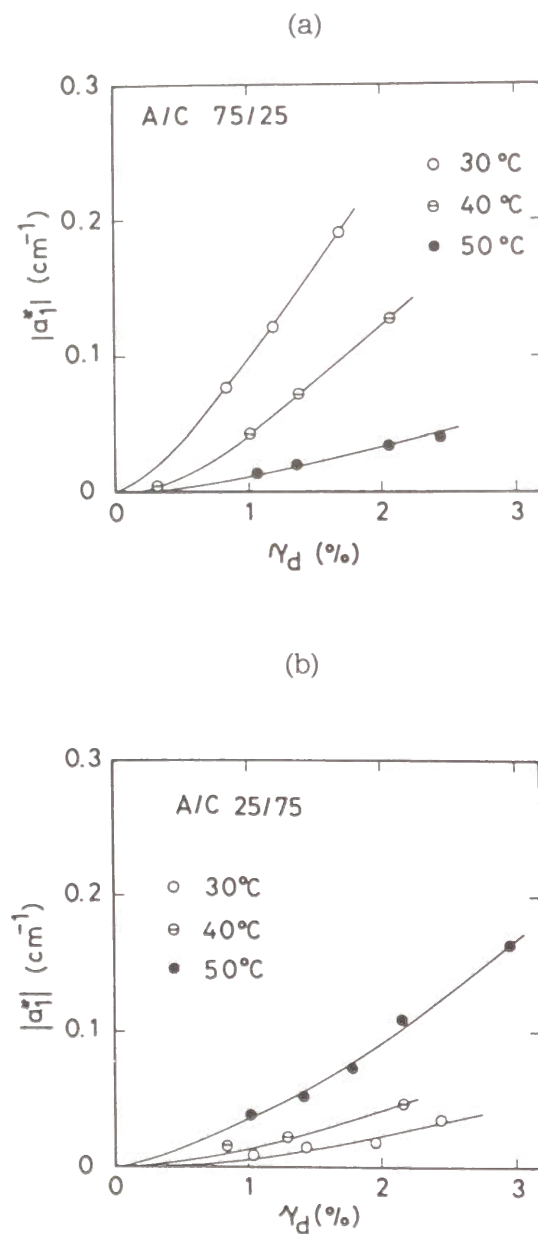 (a)
0.3
A/C 75/25
○ 30°C
⊖ 40°C
● 50°C
0.2
|a₁*| (cm⁻¹)
0.1
0
0 1 2 3
γd (%)
(b)
0.3
A/C 25/75
○ 30°C
⊖ 40°C
● 50°C
0.2
|a₁*| (cm⁻¹)
0.1
0
0 1 2 3
γd (%)